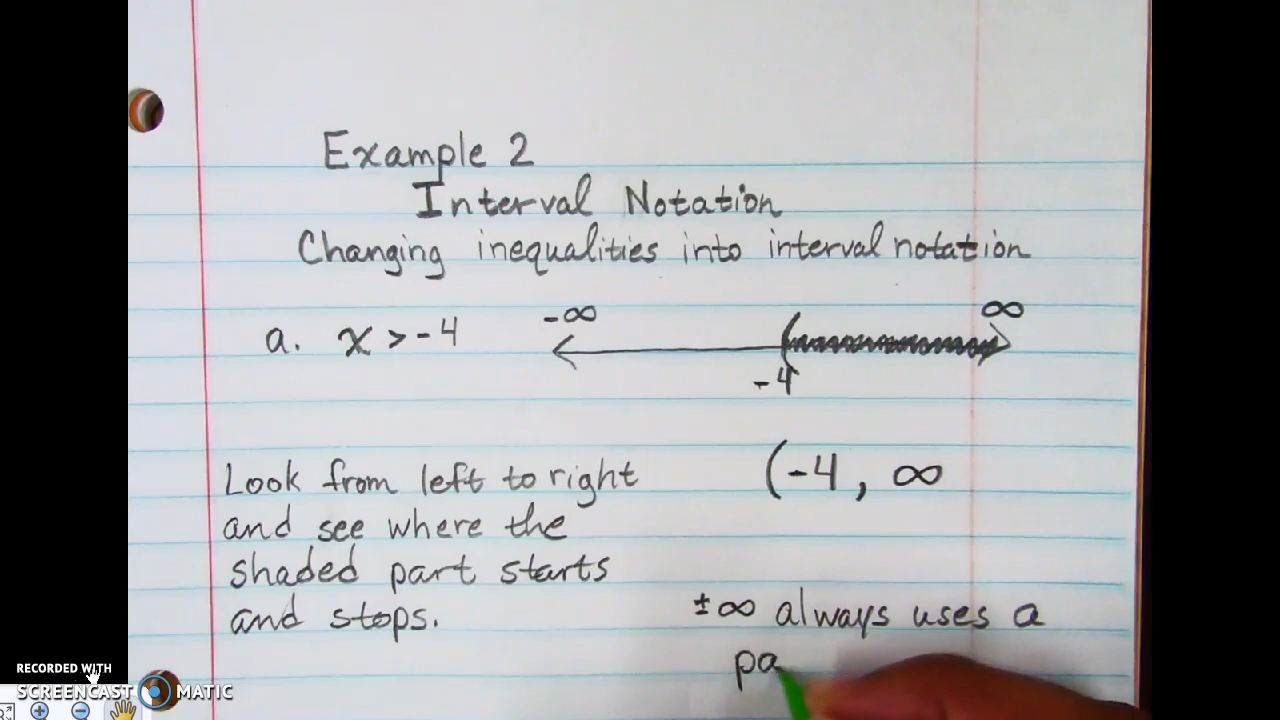 Example 2
Interval Notation
Changing inequalities into interval notation
a. x > -4
-∞ ∞
-4
(-4, ∞
Look from left to right
and see where the
shaded part starts
and stops.
±∞ always uses a
pa
RECORDED WITH
SCREENCAST MATIC